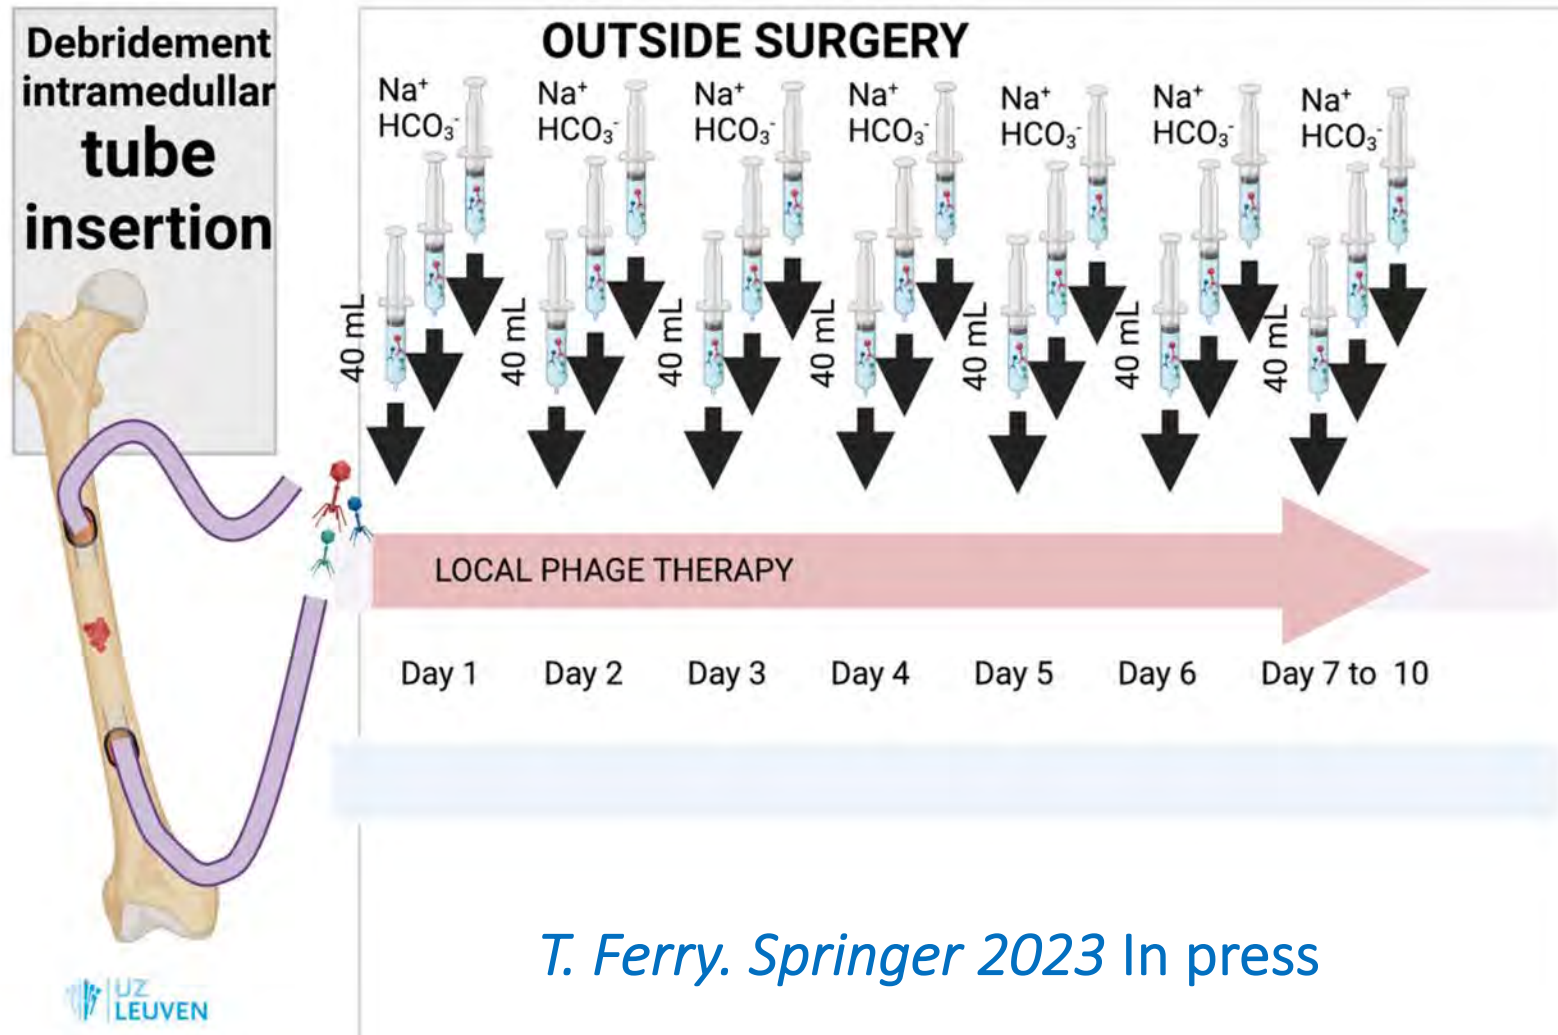 Debridement
intramedullar
tube
insertion
OUTSIDE SURGERY
Na⁺
HCO₃⁻
Na⁺
HCO₃⁻
Na⁺
HCO₃⁻
Na⁺
HCO₃⁻
Na⁺
HCO₃⁻
Na⁺
HCO₃⁻
Na⁺
HCO₃⁻
40 mL
40 mL
40 mL
40 mL
40 mL
40 mL
40 mL
LOCAL PHAGE THERAPY
Day 1
Day 2
Day 3
Day 4
Day 5
Day 6
Day 7 to 10
T. Ferry. Springer 2023 In press
UZ
LEUVEN